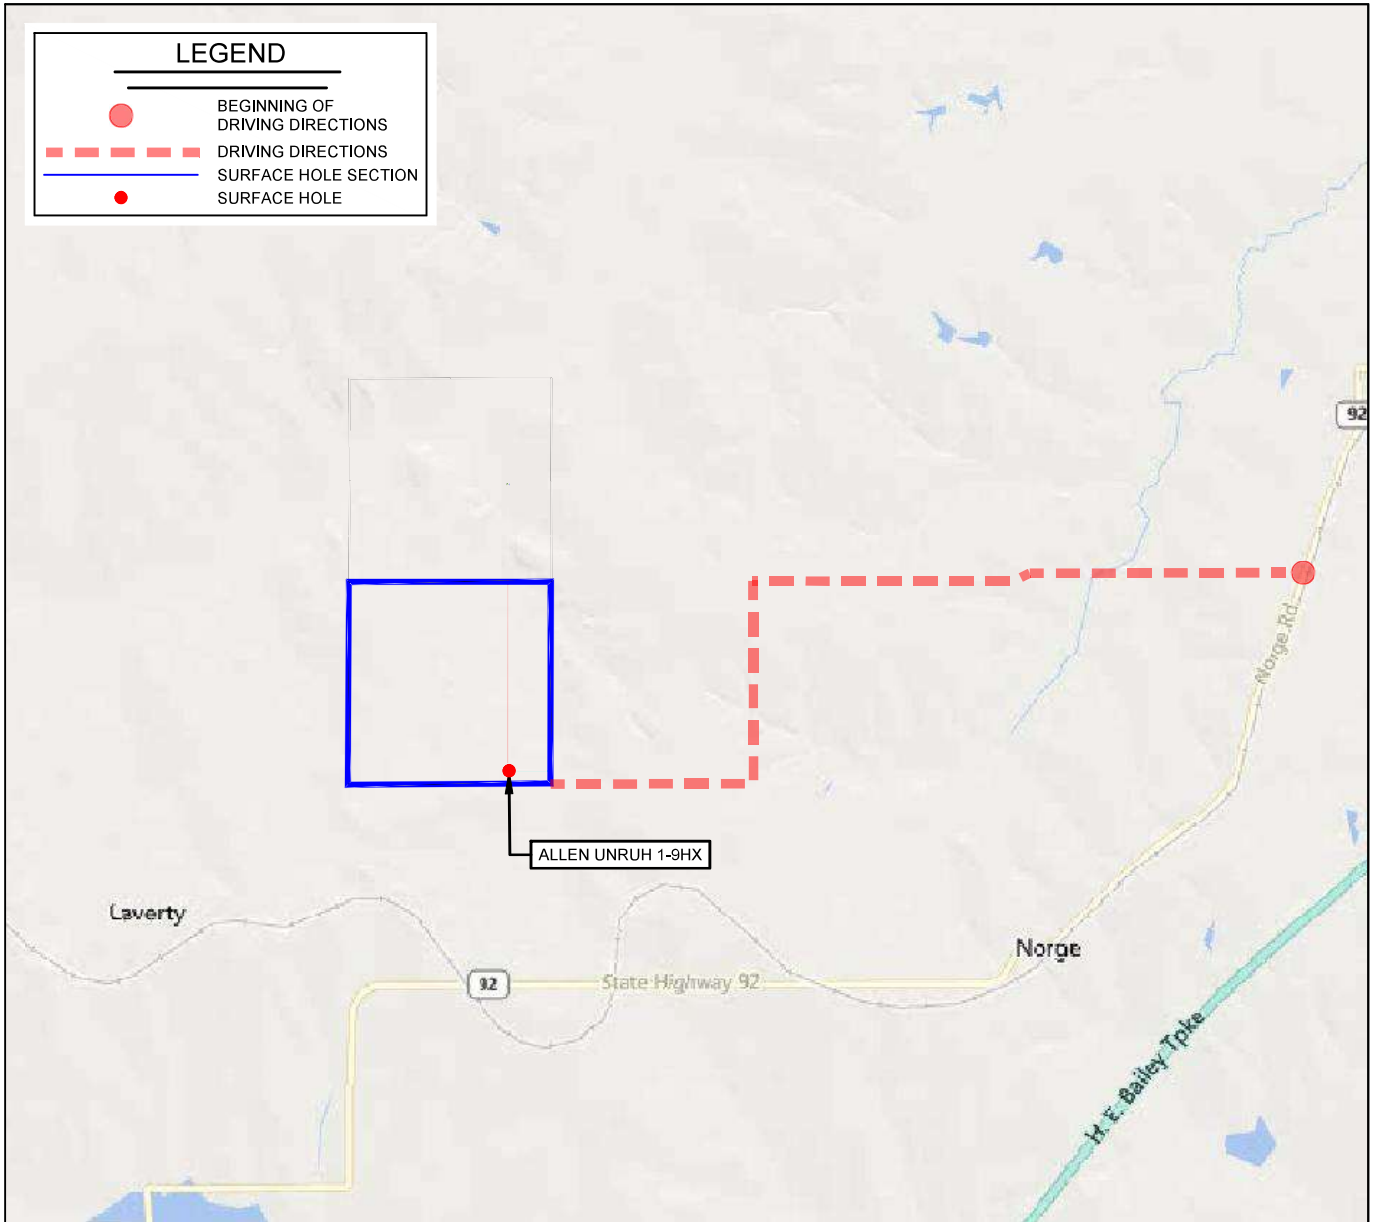 LEGEND
BEGINNING OF
DRIVING DIRECTIONS
DRIVING DIRECTIONS
SURFACE HOLE SECTION
SURFACE HOLE
92
Norge Rd
ALLEN UNRUH 1-9HX
Laverty
Norge
92
State Highway 92
H. E. Bailey Tpke